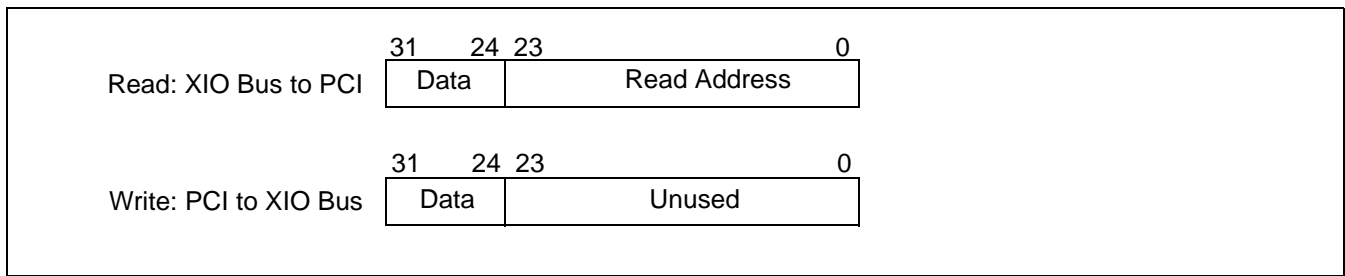 31 24 23 0
Read: XIO Bus to PCI Data Read Address
31 24 23 0
Write: PCI to XIO Bus Data Unused